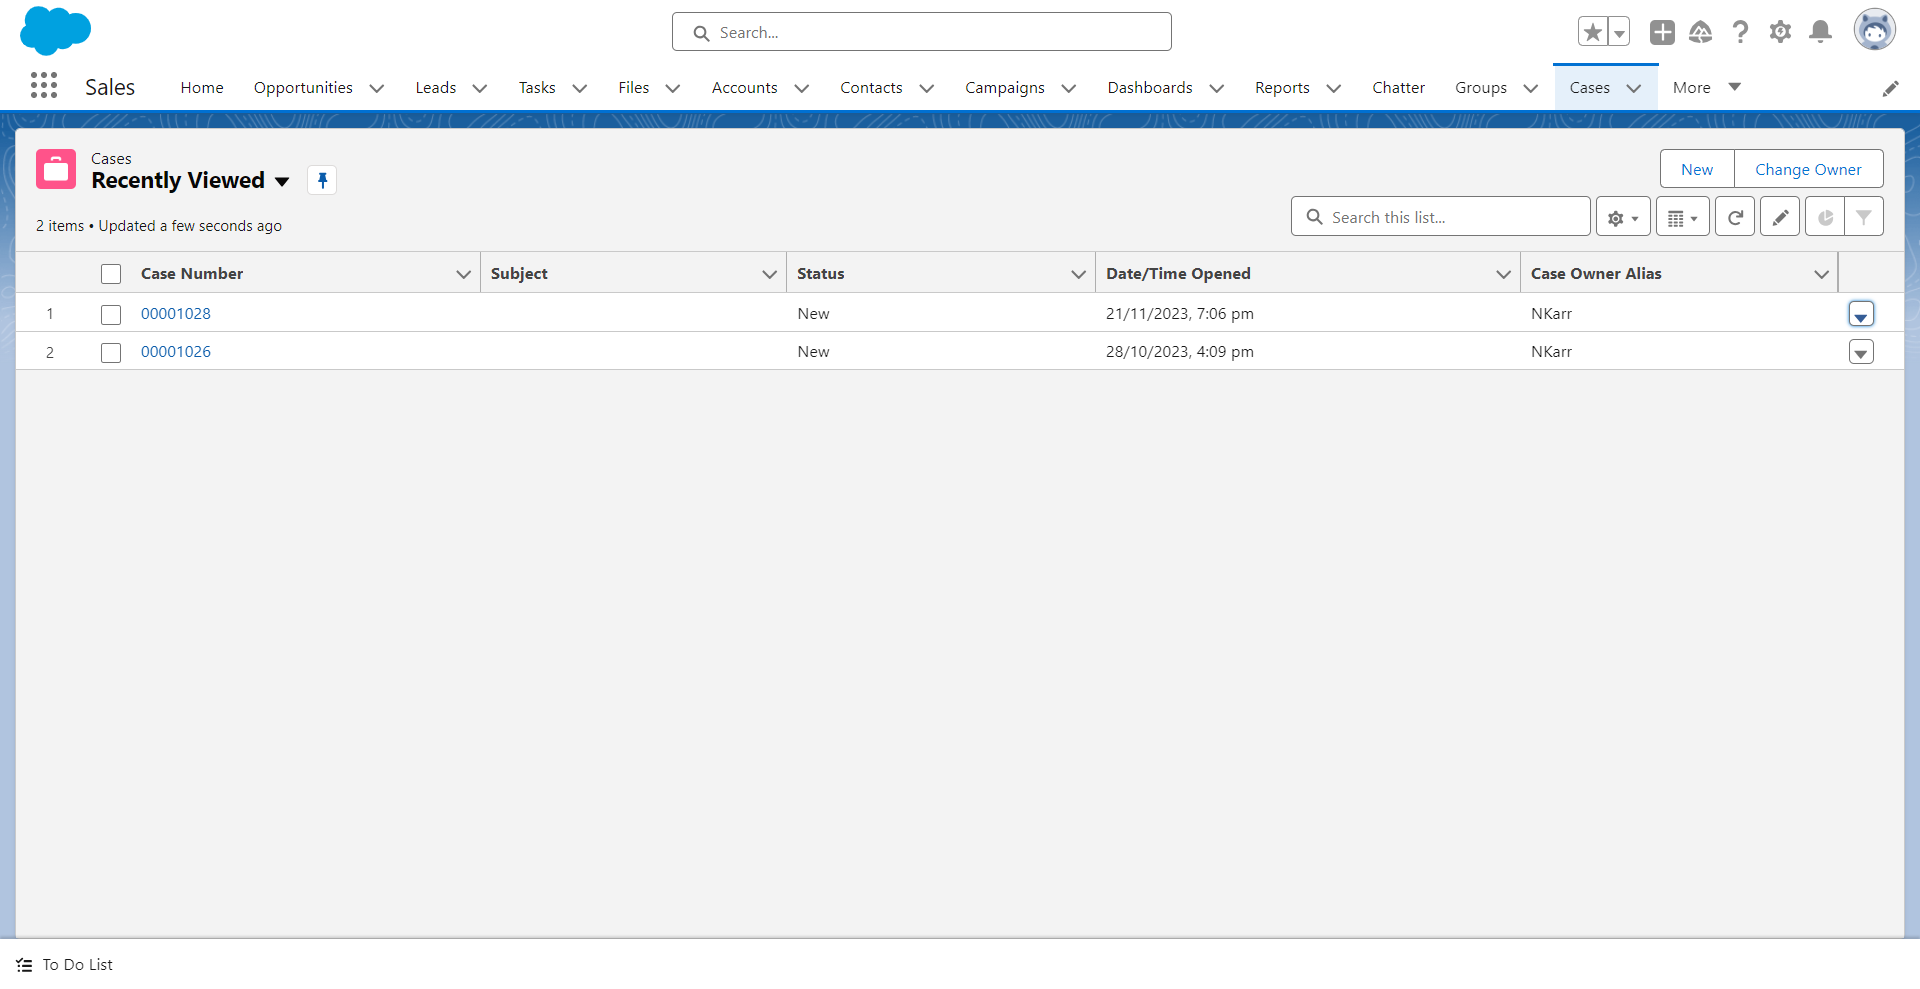 Search...
Sales
Home
Opportunities
Leads
Tasks
Files
Accounts
Contacts
Campaigns
Dashboards
Reports
Chatter
Groups
Cases
More
Cases
Recently Viewed
New
Change Owner
2 items • Updated a few seconds ago
Search this list...
Case Number
Subject
Status
Date/Time Opened
Case Owner Alias
1
00001028
New
21/11/2023, 7:06 pm
NKarr
2
00001026
New
28/10/2023, 4:09 pm
NKarr
To Do List